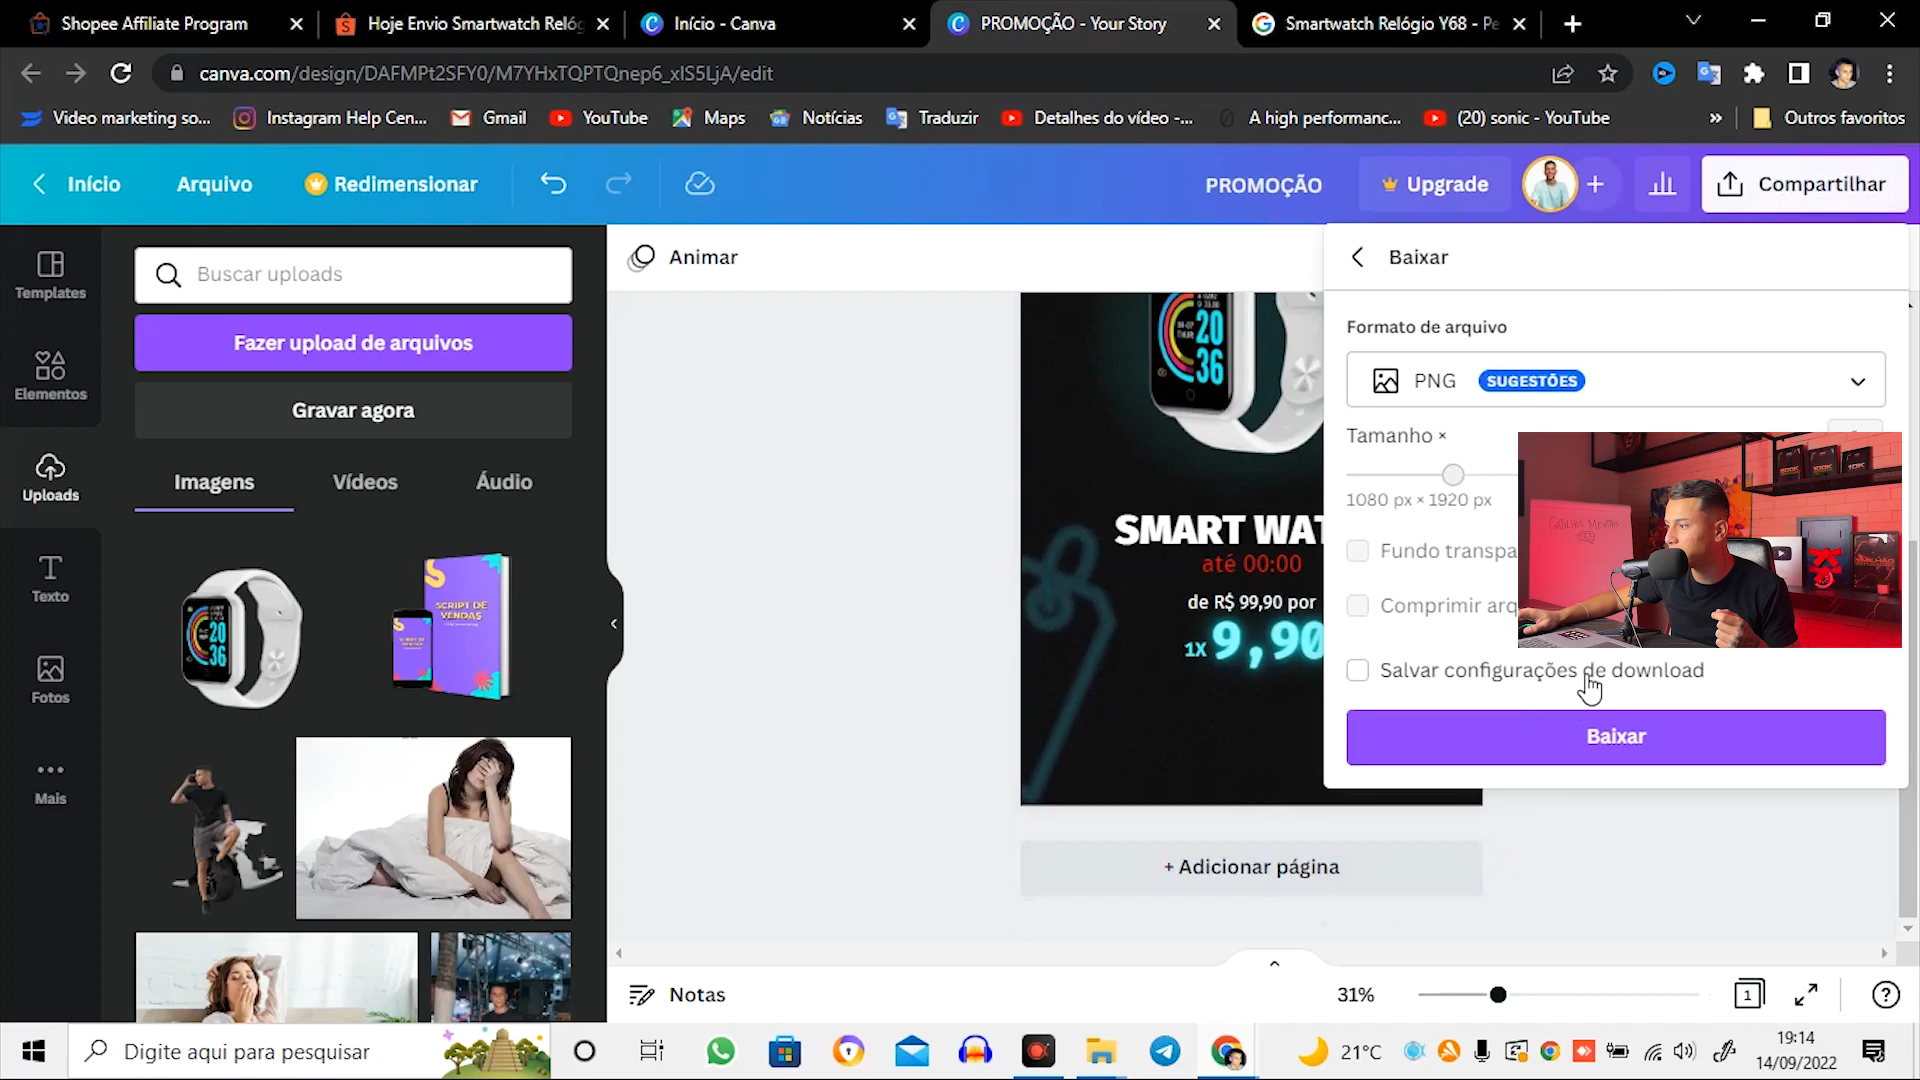 Shopee Affiliate Program
Hoje Envio Smartwatch Relóg
Início - Canva
PROMOÇÃO - Your Story
Smartwatch Relógio Y68 - Pe
canva.com/design/DAFMPt2SFY0/M7YHxTQPTQnep6_xIS5LjA/edit
Video marketing so...
Instagram Help Cen...
Gmail
YouTube
Maps
Notícias
Traduzir
Detalhes do vídeo -...
A high performanc...
(20) sonic - YouTube
»
Outros favoritos
Início
Arquivo
Redimensionar
PROMOÇÃO
Upgrade
+
Compartilhar
Templates
Elementos
Uploads
Texto
Fotos
Mais
Buscar uploads
Fazer upload de arquivos
Gravar agora
Imagens
Vídeos
Áudio
20
36
SCRIPT DE
VENDAS
Animar
20
36
SMART WAT
até 00:00
de R$ 99,90 por
1X 9,90
+ Adicionar página
Baixar
Formato de arquivo
PNG
SUGESTÕES
Tamanho ×
1080 px × 1920 px
Fundo transpa
Comprimir arq
Salvar configurações de download
Baixar
Notas
31%
1
?
Digite aqui para pesquisar
21°C
19:14
14/09/2022